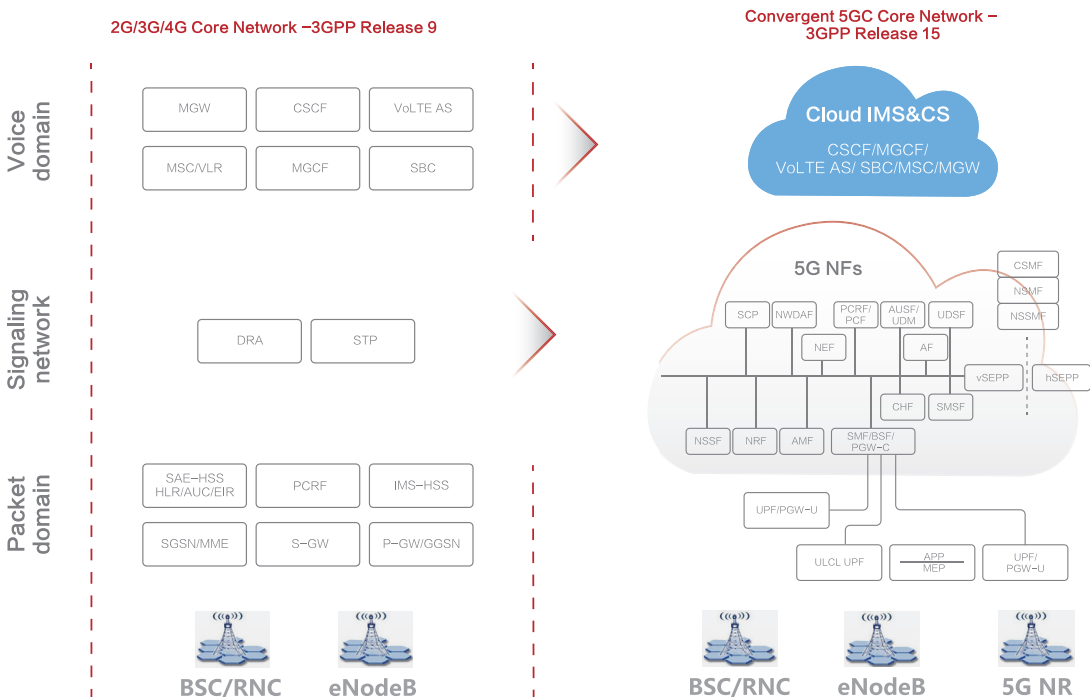 2G/3G/4G Core Network –3GPP Release 9
Convergent 5GC Core Network –
3GPP Release 15
Voice
domain
MGW
CSCF
VoLTE AS
MSC/VLR
MGCF
SBC
Cloud IMS&CS
CSCF/MGCF/
VoLTE AS/ SBC/MSC/MGW
Signaling
network
DRA
STP
5G NFs
CSMF
NSMF
NSSMF
SCP
NWDAF
PCRF/
PCF
AUSF/
UDM
UDSF
NEF
AF
vSEPP
hSEPP
CHF
SMSF
NSSF
NRF
AMF
SMF/BSF/
PGW–C
Packet
domain
SAE–HSS
HLR/AUC/EIR
PCRF
IMS–HSS
SGSN/MME
S–GW
P–GW/GGSN
UPF/PGW–U
ULCL UPF
APP
MEP
UPF/
PGW–U
BSC/RNC
eNodeB
BSC/RNC
eNodeB
5G NR